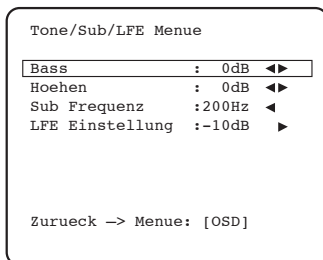 Tone/Sub/LFE Menue
Bass : 0dB ◄►
Hoehen : 0dB ◄►
Sub Frequenz :200Hz ◄
LFE Einstellung :-10dB ►
Zurueck —> Menue: [OSD]